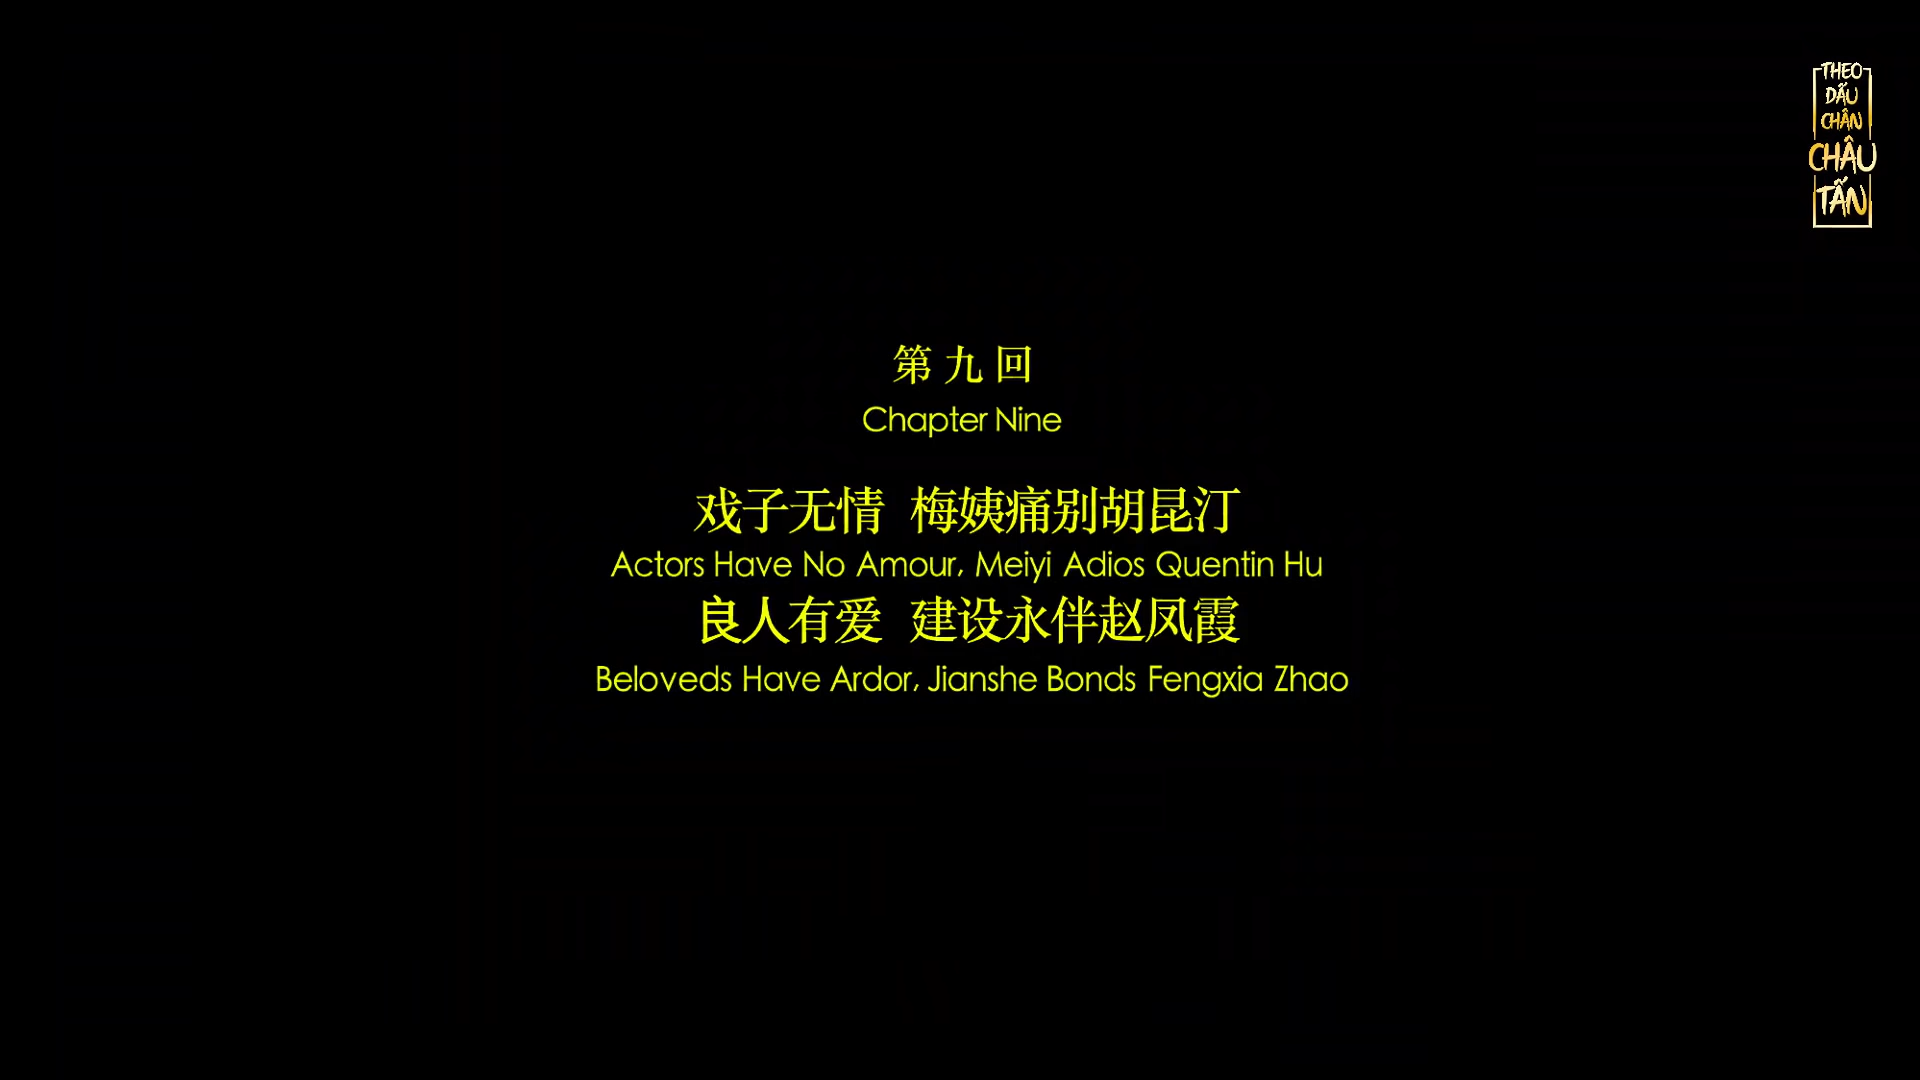 THEO
DẤU
CHÂN
CHÂU
TẤN
第九回
Chapter Nine
戏子无情 梅姨痛别胡昆汀
Actors Have No Amour, Meiyi Adios Quentin Hu
良人有爱 建设永伴赵凤霞
Beloveds Have Ardor, Jianshe Bonds Fengxia Zhao